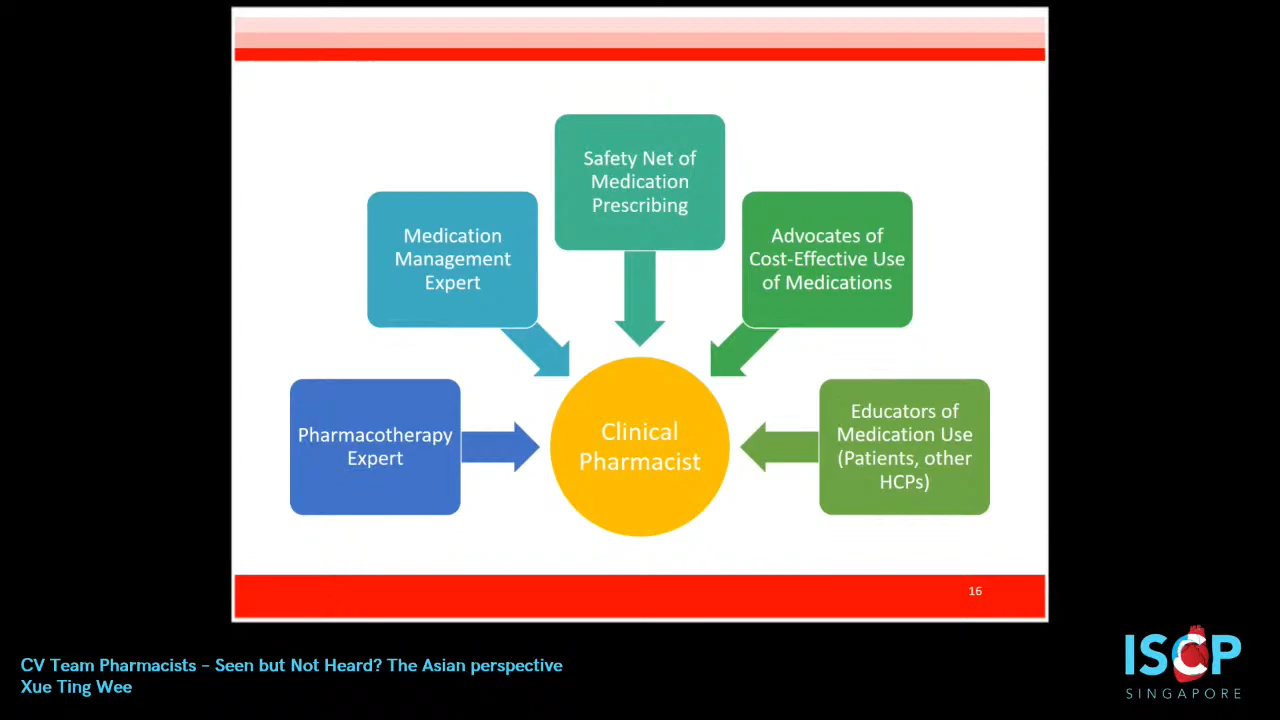 Safety Net of
Medication
Prescribing
Medication
Management
Expert
Advocates of
Cost-Effective Use
of Medications
Pharmacotherapy
Expert
Clinical
Pharmacist
Educators of
Medication Use
(Patients, other
HCPs)
16
CV Team Pharmacists – Seen but Not Heard? The Asian perspective
Xue Ting Wee
ISCP
SINGAPORE